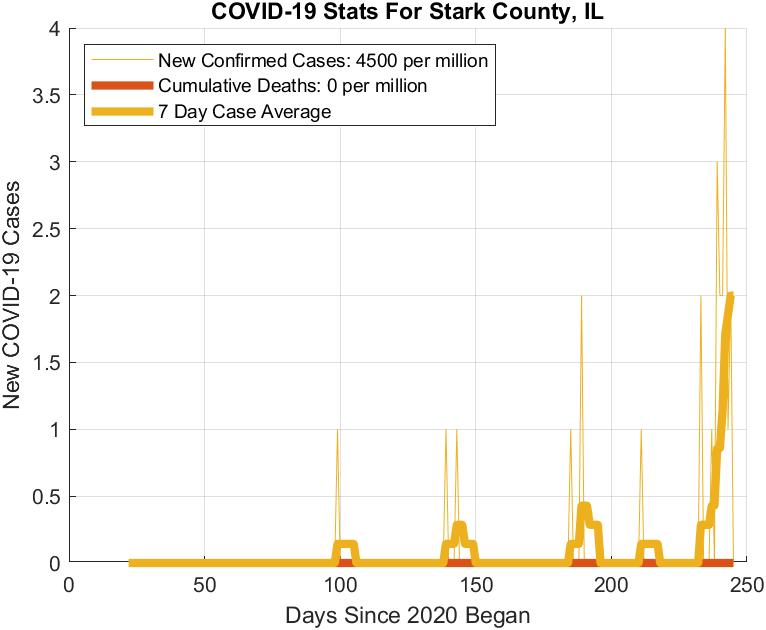 COVID-19 Stats For Stark County, IL
New Confirmed Cases: 4500 per million
Cumulative Deaths: 0 per million
7 Day Case Average
New COVID-19 Cases
4
3.5
3
2.5
2
1.5
1
0.5
0
0 50 100 150 200 250
Days Since 2020 Began